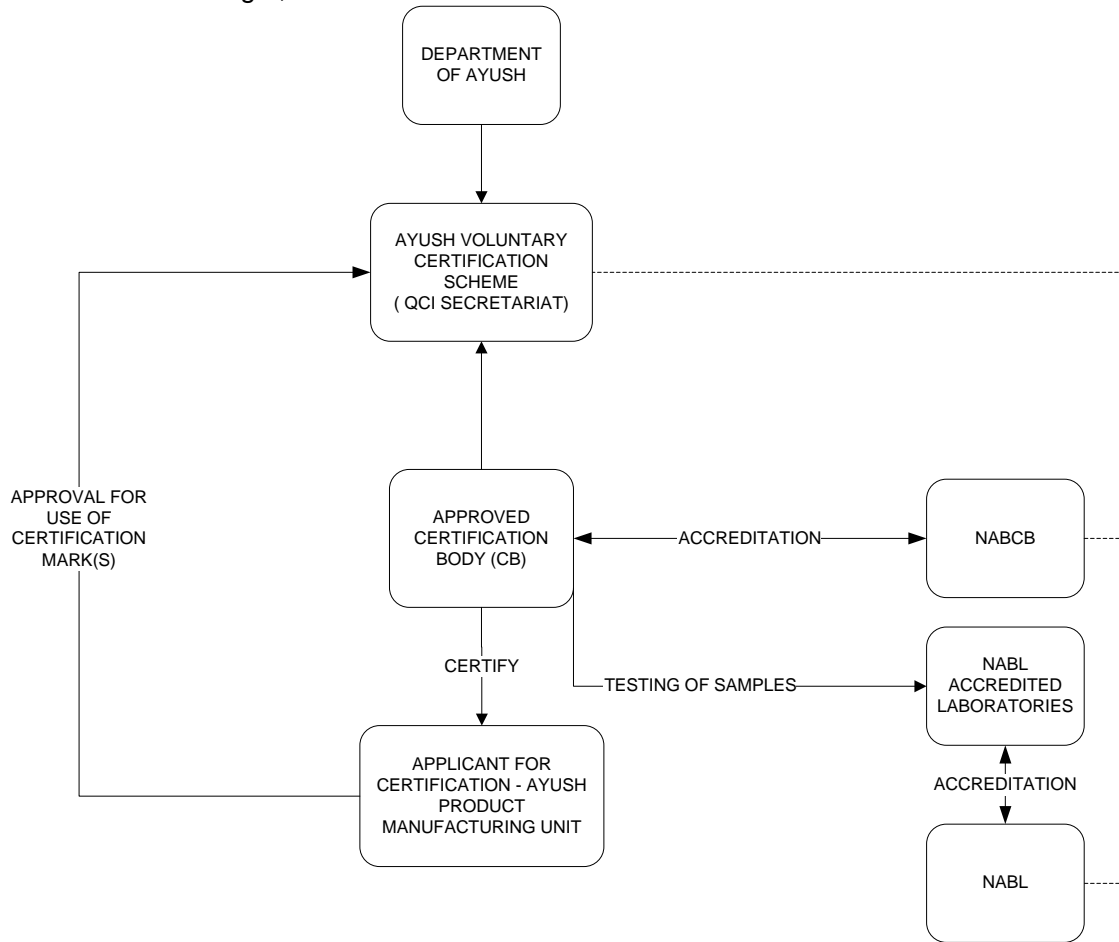 DEPARTMENT
OF AYUSH
AYUSH VOLUNTARY
CERTIFICATION
SCHEME
( QCI SECRETARIAT)
APPROVAL FOR
USE OF
CERTIFICATION
MARK(S)
APPROVED
CERTIFICATION
BODY (CB)
ACCREDITATION
NABCB
CERTIFY
TESTING OF SAMPLES
NABL
ACCREDITED
LABORATORIES
APPLICANT FOR
CERTIFICATION - AYUSH
PRODUCT
MANUFACTURING UNIT
ACCREDITATION
NABL